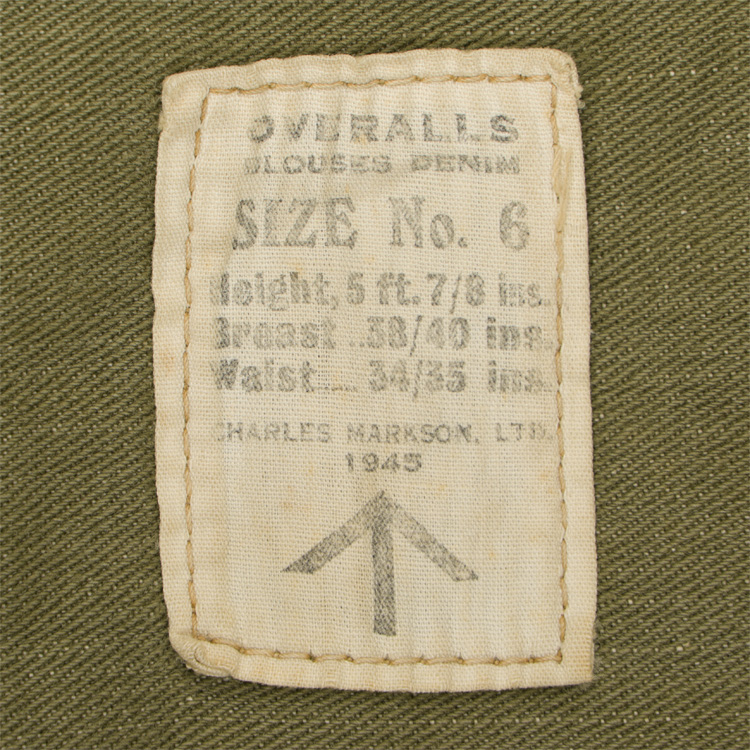 OVERALLS
BLOUSES DENIM
SIZE No. 6
Height, 5 ft. 7/8 ins.
Breast .. 38/40 ins.
Waist.... 34/35 ins.
CHARLES MARKSON, LTD.
1945